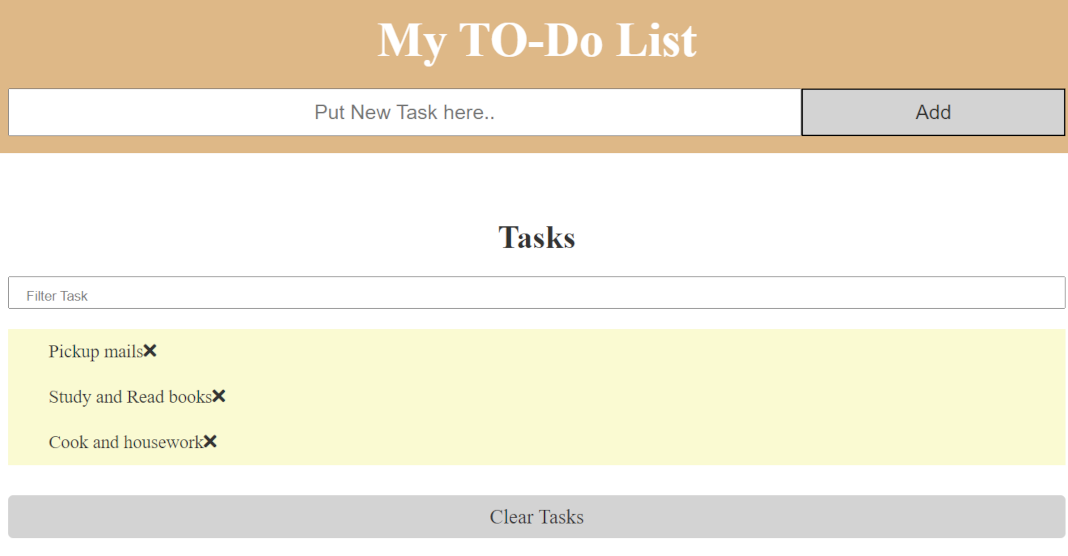 My TO-Do List
Put New Task here..
Add
Tasks
Filter Task
Pickup mails
Study and Read books
Cook and housework
Clear Tasks